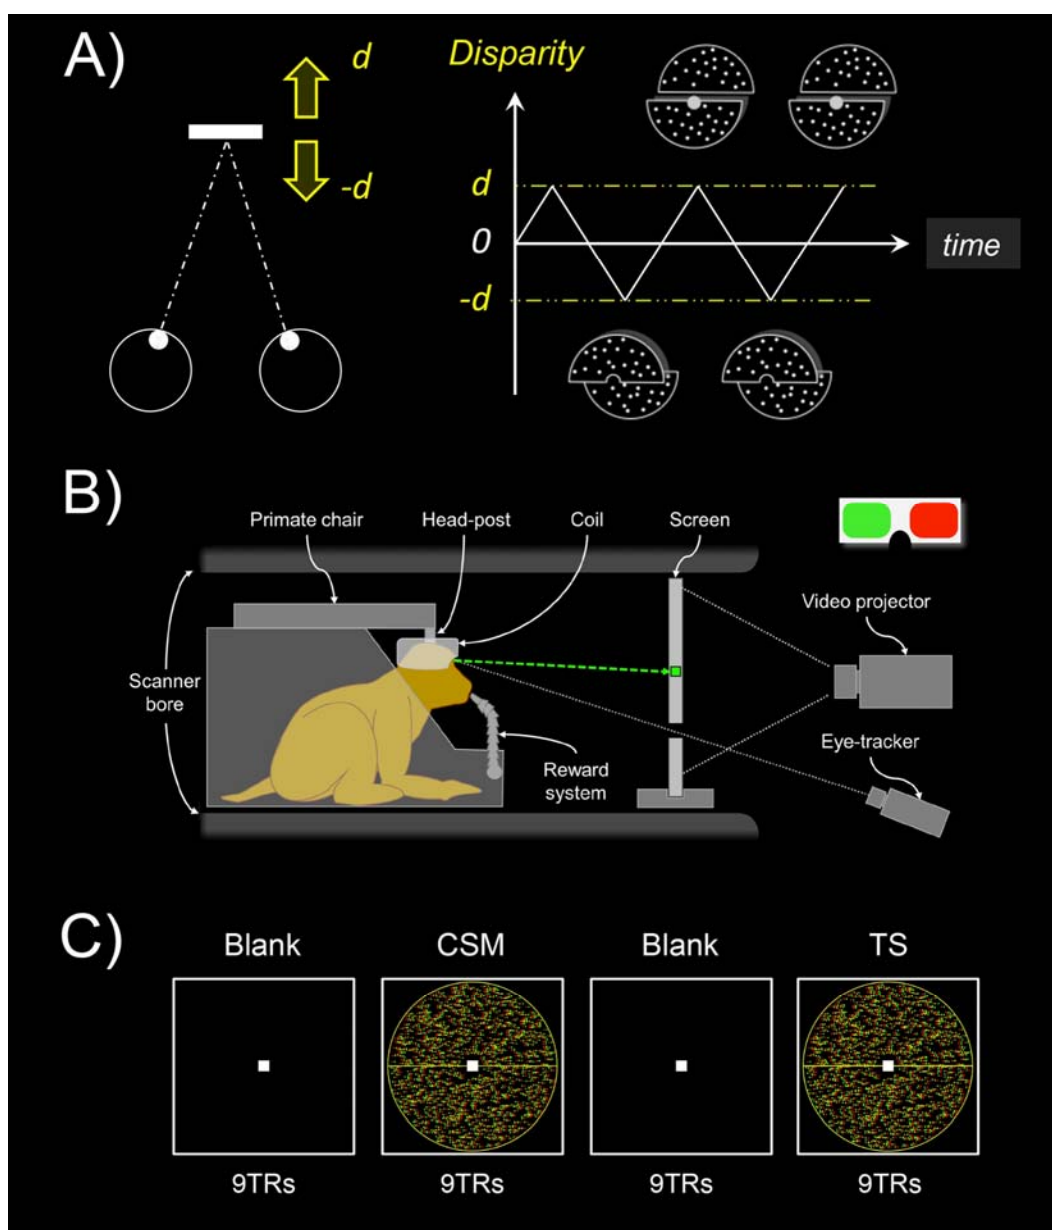 A)
d
-d
Disparity
d
0
-d
time
B)
Primate chair
Head-post
Coil
Screen
Video projector
Scanner
bore
Eye-tracker
Reward
system
C)
Blank
CSM
Blank
TS
9TRs
9TRs
9TRs
9TRs